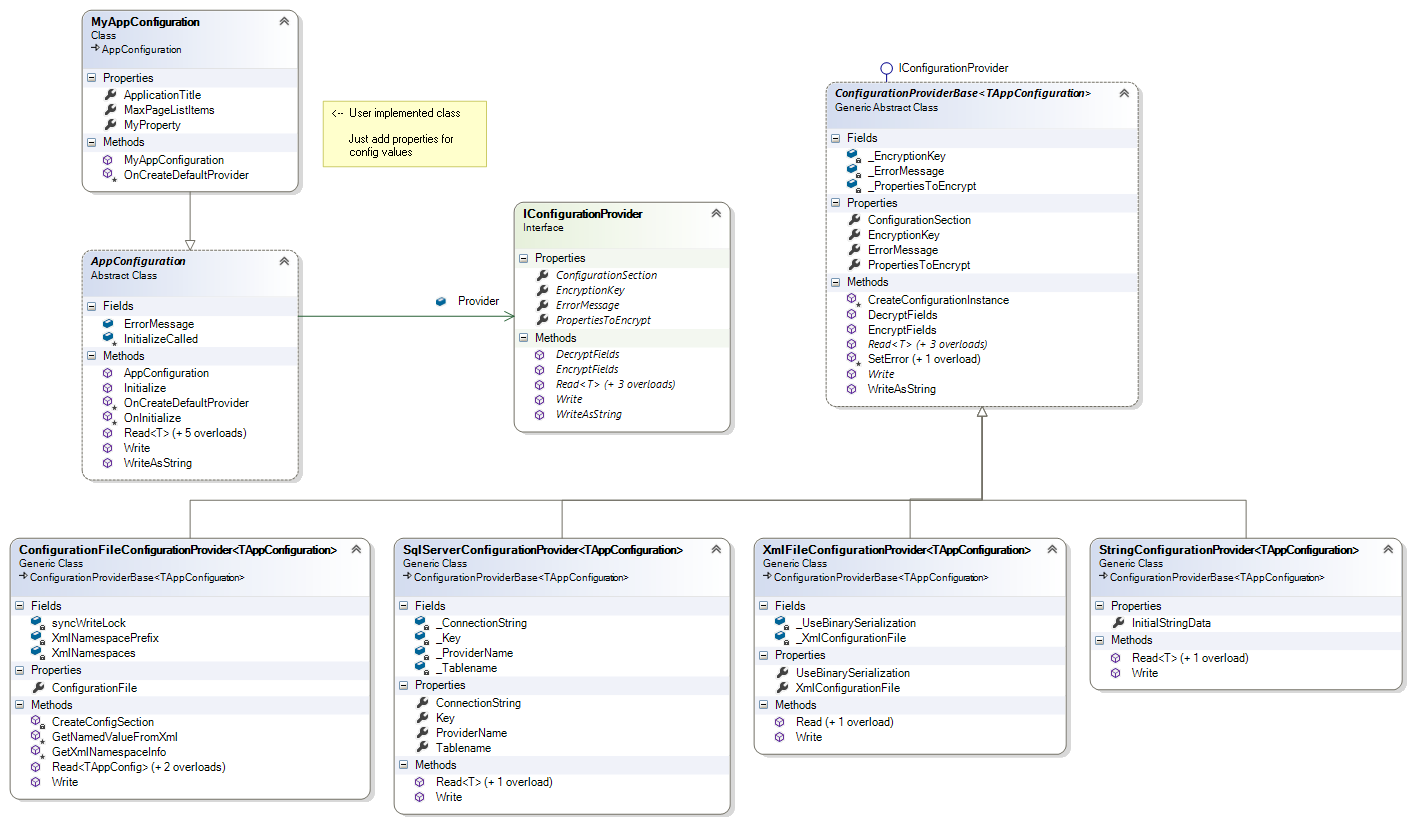 MyAppConfiguration
Class
AppConfiguration
Properties
ApplicationTitle
MaxPageListItems
MyProperty
Methods
MyAppConfiguration
OnCreateDefaultProvider
<-- User implemented class
Just add properties for
config values
AppConfiguration
Abstract Class
Fields
ErrorMessage
InitializeCalled
Methods
AppConfiguration
Initialize
OnCreateDefaultProvider
OnInitialize
Read<T> (+ 5 overloads)
Write
WriteAsString
Provider
IConfigurationProvider
Interface
Properties
ConfigurationSection
EncryptionKey
ErrorMessage
PropertiesToEncrypt
Methods
DecryptFields
EncryptFields
Read<T> (+ 3 overloads)
Write
WriteAsString
IConfigurationProvider
ConfigurationProviderBase<TAppConfiguration>
Generic Abstract Class
Fields
_EncryptionKey
_ErrorMessage
_PropertiesToEncrypt
Properties
ConfigurationSection
EncryptionKey
ErrorMessage
PropertiesToEncrypt
Methods
CreateConfigurationInstance
DecryptFields
EncryptFields
Read<T> (+ 3 overloads)
SetError (+ 1 overload)
Write
WriteAsString
ConfigurationFileConfigurationProvider<TAppConfiguration>
Generic Class
ConfigurationProviderBase<TAppConfiguration>
Fields
syncWriteLock
XmlNamespacePrefix
XmlNamespaces
Properties
ConfigurationFile
Methods
CreateConfigSection
GetNamedValueFromXml
GetXmlNamespaceInfo
Read<TAppConfig> (+ 2 overloads)
Write
SqlServerConfigurationProvider<TAppConfiguration>
Generic Class
ConfigurationProviderBase<TAppConfiguration>
Fields
_ConnectionString
_Key
_ProviderName
_Tablename
Properties
ConnectionString
Key
ProviderName
Tablename
Methods
Read<T> (+ 1 overload)
Write
XmlFileConfigurationProvider<TAppConfiguration>
Generic Class
ConfigurationProviderBase<TAppConfiguration>
Fields
_UseBinarySerialization
_XmlConfigurationFile
Properties
UseBinarySerialization
XmlConfigurationFile
Methods
Read (+ 1 overload)
Write
StringConfigurationProvider<TAppConfiguration>
Generic Class
ConfigurationProviderBase<TAppConfiguration>
Properties
InitialStringData
Methods
Read<T> (+ 1 overload)
Write